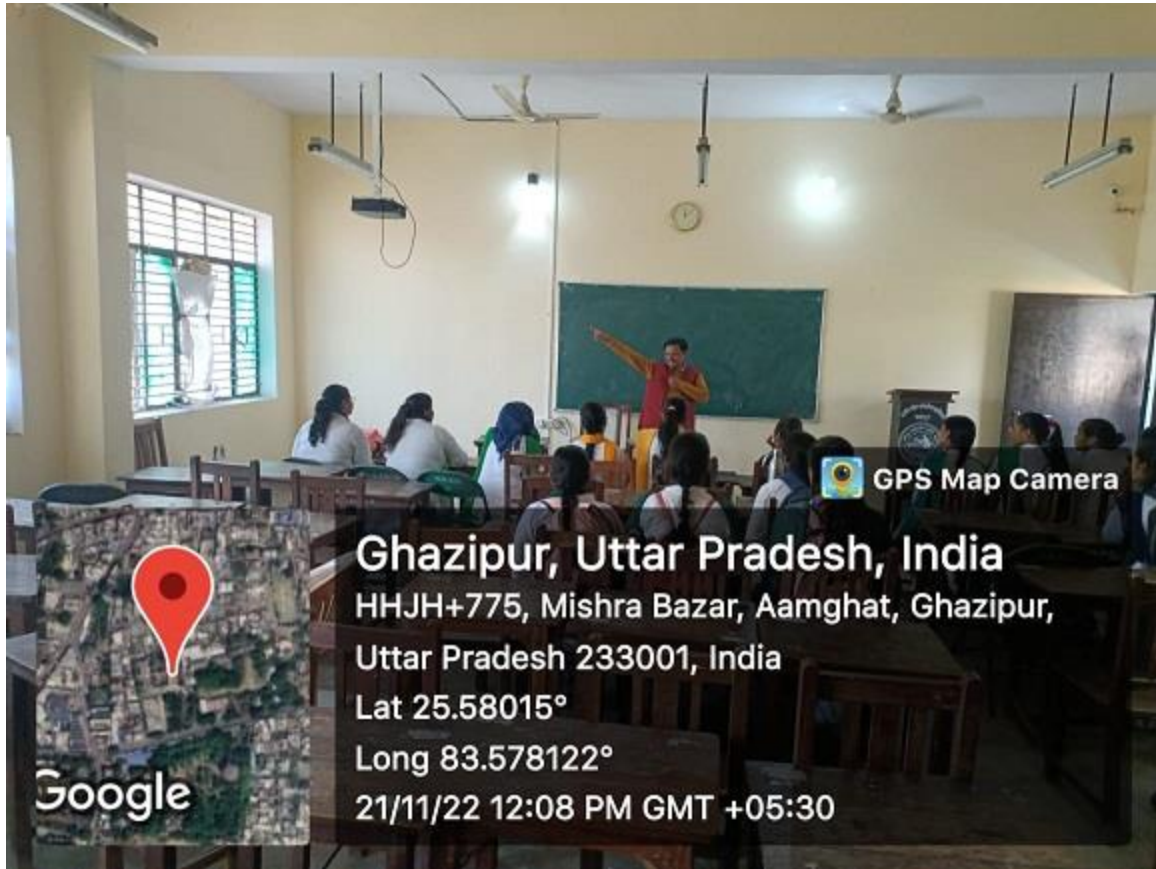 GPS Map Camera
Ghazipur, Uttar Pradesh, India
HHJH+775, Mishra Bazar, Aamghat, Ghazipur,
Uttar Pradesh 233001, India
Lat 25.58015°
Long 83.578122°
21/11/22 12:08 PM GMT +05:30
Google